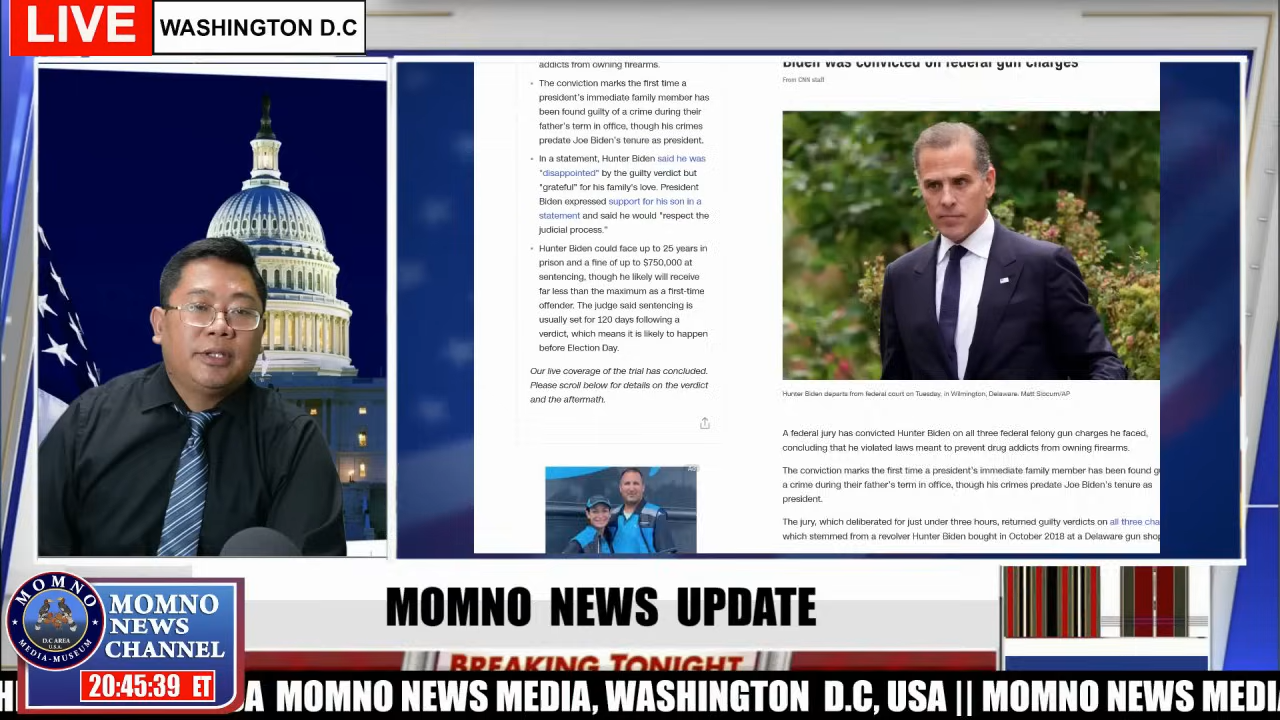 LIVE
WASHINGTON D.C
addicts from owning firearms.
• The conviction marks the first time a
president's immediate family member has
been found guilty of a crime during their
father's term in office, though his crimes
predate Joe Biden's tenure as president.
• In a statement, Hunter Biden said he was
"disappointed" by the guilty verdict but
"grateful" for his family's love. President
Biden expressed support for his son in a
statement and said he would "respect the
judicial process."
• Hunter Biden could face up to 25 years in
prison and a fine of up to $750,000 at
sentencing, though he likely will receive
far less than the maximum as a first-time
offender. The judge said sentencing is
usually set for 120 days following a
verdict, which means it is likely to happen
before Election Day.
Our live coverage of the trial has concluded.
Please scroll below for details on the verdict
and the aftermath.
Biden was convicted on federal gun charges
From CNN staff
Hunter Biden departs from federal court on Tuesday, in Wilmington, Delaware. Matt Slocum/AP
A federal jury has convicted Hunter Biden on all three federal felony gun charges he faced,
concluding that he violated laws meant to prevent drug addicts from owning firearms.
The conviction marks the first time a president's immediate family member has been found
a crime during their father's term in office, though his crimes predate Joe Biden's tenure as
president.
The jury, which deliberated for just under three hours, returned guilty verdicts on all three
which stemmed from a revolver Hunter Biden bought in October 2018 at a Delaware gun
MOMNO NEWS UPDATE
MOMNO
D.C AREA
U.S.A.
MEDIA-MUSEUM
MOMNO
NEWS
CHANNEL
20:45:39 ET
BREAKING TONIGHT
MOMNO NEWS MEDIA, WASHINGTON D.C, USA || MOMNO NEWS